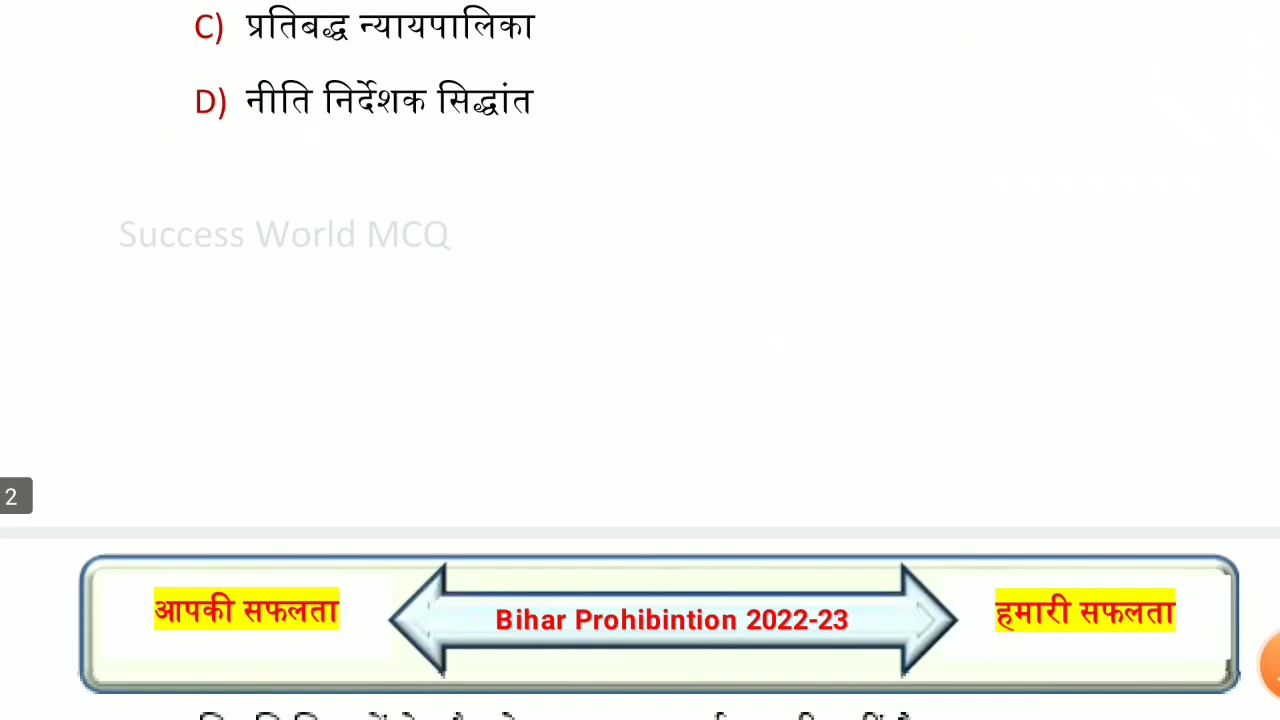 C) प्रतिबद्ध न्यायपालिका
D) नीति निर्देशक सिद्धांत
Success World MCQ
2
आपकी सफलता
Bihar Prohibintion 2022-23
हमारी सफलता